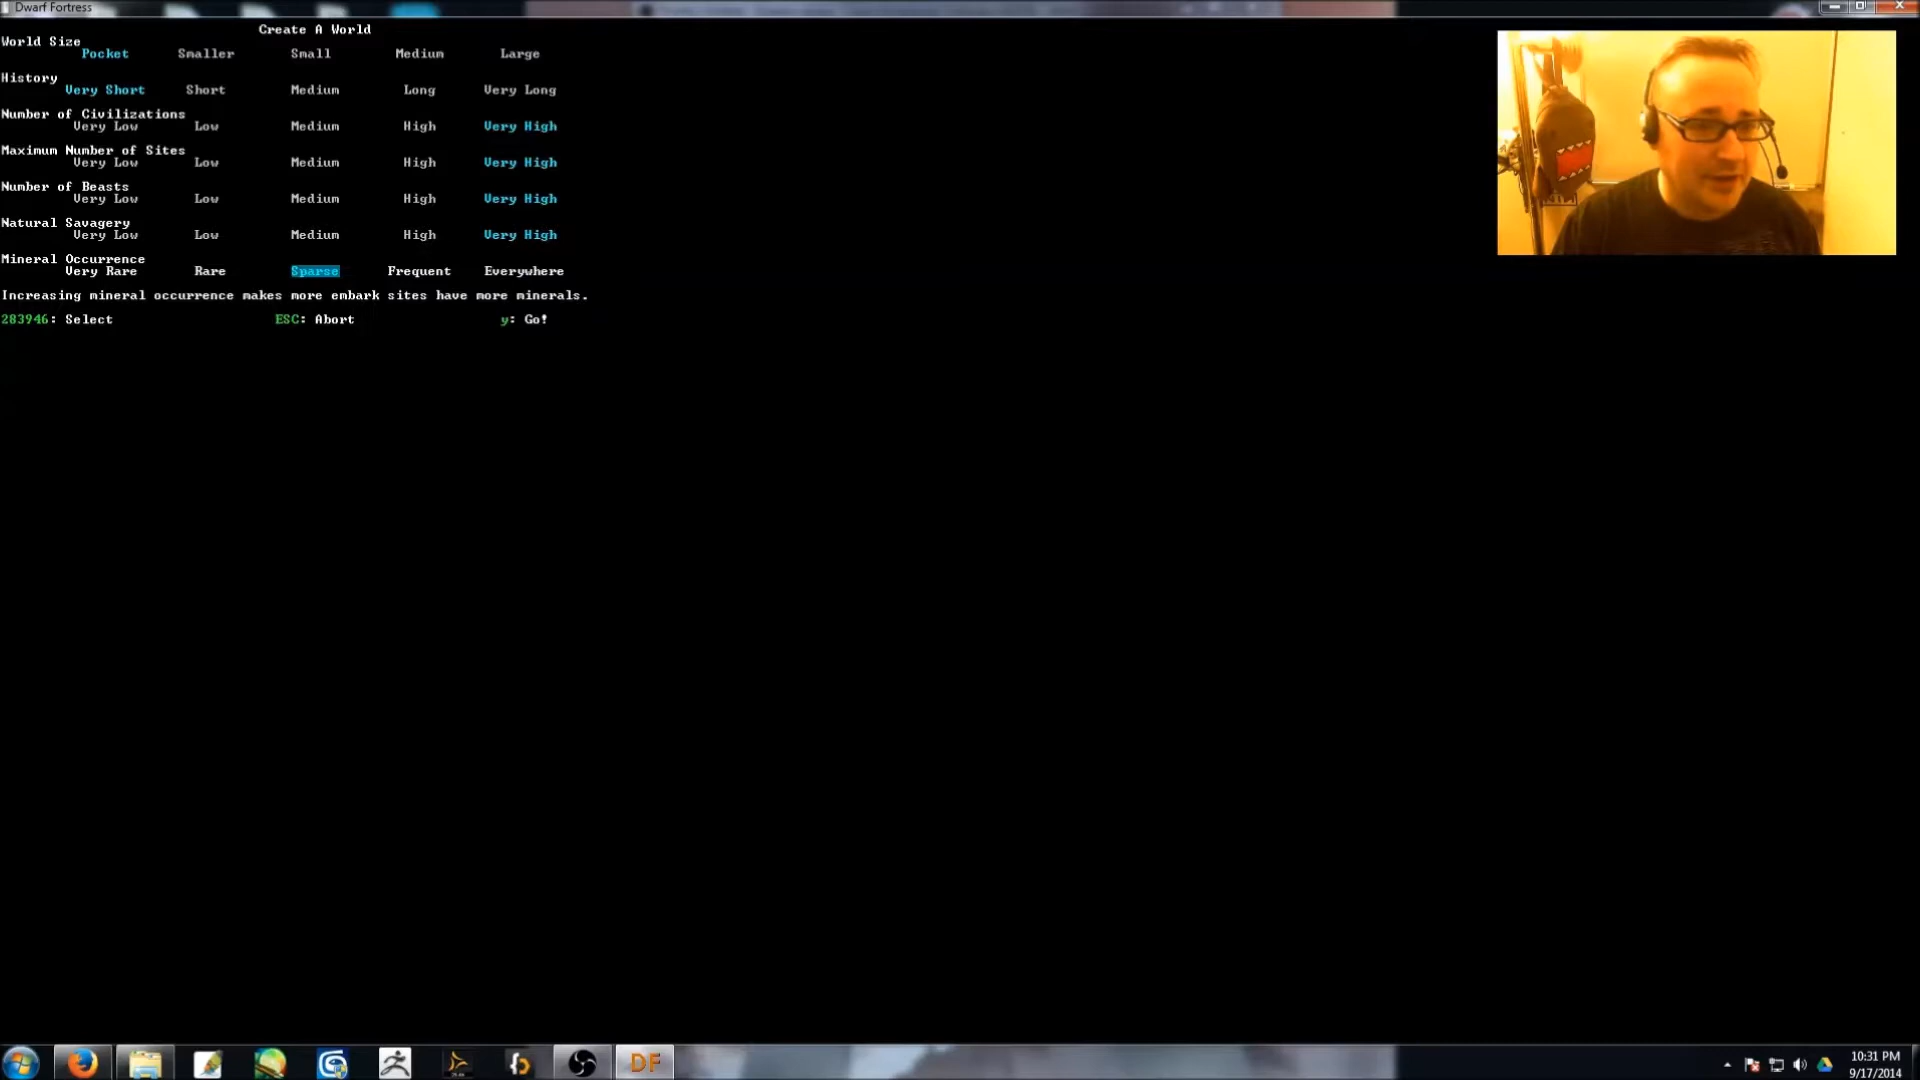 Dwarf Fortress
Create A World
World Size
Pocket Smaller Small Medium Large
History
Very Short Short Medium Long Very Long
Number of Civilizations
Very Low Low Medium High Very High
Maximum Number of Sites
Very Low Low Medium High Very High
Number of Beasts
Very Low Low Medium High Very High
Natural Savagery
Very Low Low Medium High Very High
Mineral Occurrence
Very Rare Rare Sparse Frequent Everywhere
Increasing mineral occurrence makes more embark sites have more minerals.
283946: Select ESC: Abort y: Go!
DF
10:31 PM
9/17/2014